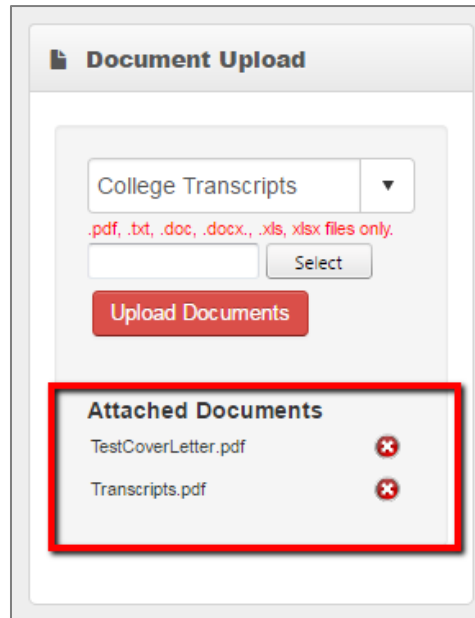 Document Upload
College Transcripts
.pdf, .txt, .doc, .docx., .xls, xlsx files only.
Select
Upload Documents
Attached Documents
TestCoverLetter.pdf
Transcripts.pdf